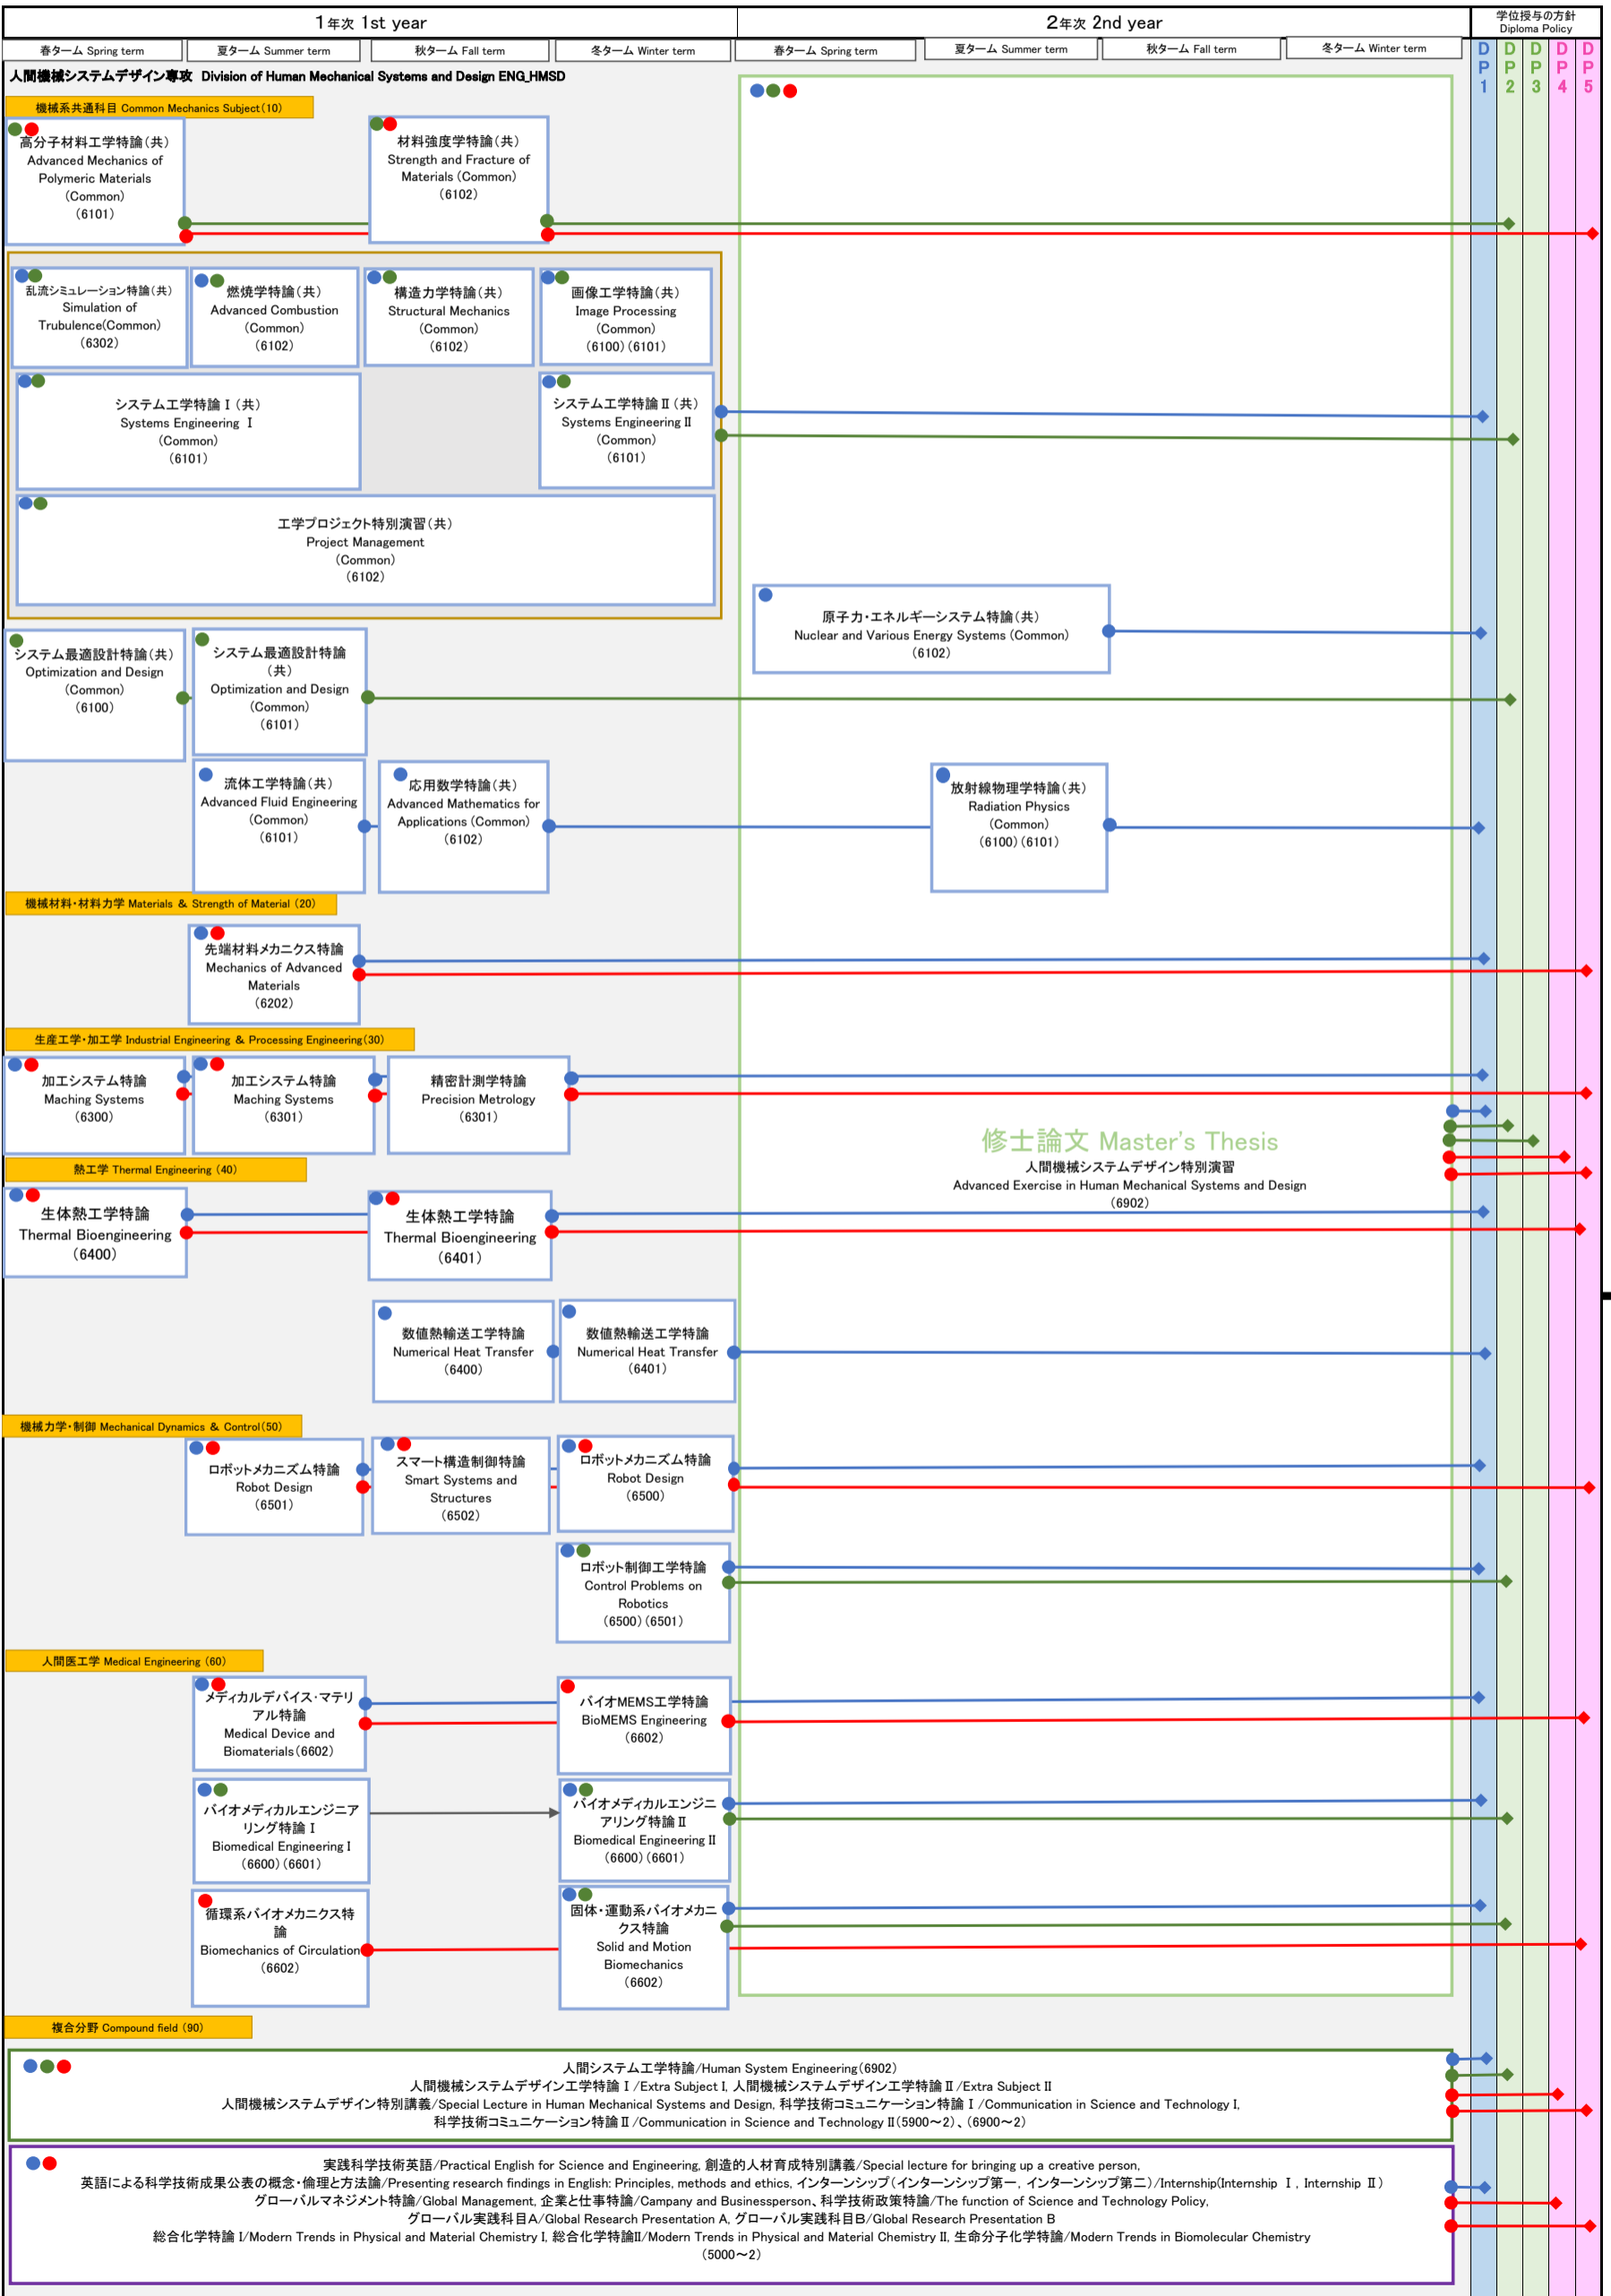 1年次 1st year
2年次 2nd year
学位授与の方針
Diploma Policy
春ターム Spring term
夏ターム Summer term
秋ターム Fall term
冬ターム Winter term
春ターム Spring term
夏ターム Summer term
秋ターム Fall term
冬ターム Winter term
DP1
DP2
DP3
DP4
DP5
人間機械システムデザイン専攻 Division of Human Mechanical Systems and Design ENG_HMSD
機械系共通科目 Common Mechanics Subject(10)
高分子材料工学特論(共)
Advanced Mechanics of
Polymeric Materials
(Common)
(6101)
材料強度学特論(共)
Strength and Fracture of
Materials (Common)
(6102)
乱流シミュレーション特論(共)
Simulation of
Trubulence(Common)
(6302)
燃焼学特論(共)
Advanced Combustion
(Common)
(6102)
構造力学特論(共)
Structural Mechanics
(Common)
(6102)
画像工学特論(共)
Image Processing
(Common)
(6100)(6101)
システム工学特論Ⅰ(共)
Systems Engineering Ⅰ
(Common)
(6101)
システム工学特論Ⅱ(共)
Systems Engineering Ⅱ
(Common)
(6101)
工学プロジェクト特別演習(共)
Project Management
(Common)
(6102)
原子力・エネルギーシステム特論(共)
Nuclear and Various Energy Systems (Common)
(6102)
システム最適設計特論(共)
Optimization and Design
(Common)
(6100)
システム最適設計特論
(共)
Optimization and Design
(Common)
(6101)
流体工学特論(共)
Advanced Fluid Engineering
(Common)
(6101)
応用数学特論(共)
Advanced Mathematics for
Applications (Common)
(6102)
放射線物理学特論(共)
Radiation Physics
(Common)
(6100)(6101)
機械材料・材料力学 Materials & Strength of Material (20)
先端材料メカニクス特論
Mechanics of Advanced
Materials
(6202)
生産工学・加工学 Industrial Engineering & Processing Engineering(30)
加工システム特論
Maching Systems
(6300)
加工システム特論
Maching Systems
(6301)
精密計測学特論
Precision Metrology
(6301)
修士論文 Master's Thesis
人間機械システムデザイン特別演習
Advanced Exercise in Human Mechanical Systems and Design
(6902)
熱工学 Thermal Engineering (40)
生体熱工学特論
Thermal Bioengineering
(6400)
生体熱工学特論
Thermal Bioengineering
(6401)
数値熱輸送工学特論
Numerical Heat Transfer
(6400)
数値熱輸送工学特論
Numerical Heat Transfer
(6401)
機械力学・制御 Mechanical Dynamics & Control(50)
ロボットメカニズム特論
Robot Design
(6501)
スマート構造制御特論
Smart Systems and
Structures
(6502)
ロボットメカニズム特論
Robot Design
(6500)
ロボット制御工学特論
Control Problems on
Robotics
(6500)(6501)
人間医工学 Medical Engineering (60)
メディカルデバイス・マテリ
アル特論
Medical Device and
Biomaterials(6602)
バイオMEMS工学特論
BioMEMS Engineering
(6602)
バイオメディカルエンジニア
リング特論Ⅰ
Biomedical Engineering Ⅰ
(6600)(6601)
バイオメディカルエンジニ
アリング特論Ⅱ
Biomedical Engineering Ⅱ
(6600)(6601)
循環系バイオメカニクス特
論
Biomechanics of Circulation
(6602)
固体・運動系バイオメカニ
クス特論
Solid and Motion
Biomechanics
(6602)
複合分野 Compound field (90)
人間システム工学特論/Human System Engineering(6902)
人間機械システムデザイン工学特論Ⅰ/Extra Subject Ⅰ, 人間機械システムデザイン工学特論Ⅱ/Extra Subject Ⅱ
人間機械システムデザイン特別講義/Special Lecture in Human Mechanical Systems and Design, 科学技術コミュニケーション特論Ⅰ/Communication in Science and Technology Ⅰ,
科学技術コミュニケーション特論Ⅱ/Communication in Science and Technology Ⅱ(5900~2)、(6900~2)
実践科学技術英語/Practical English for Science and Engineering, 創造的人材育成特別講義/Special lecture for bringing up a creative person,
英語による科学技術成果公表の概念・倫理と方法論/Presenting research findings in English: Principles, methods and ethics, インターンシップ(インターンシップ第一, インターンシップ第二)/Internship(Internship Ⅰ, Internship Ⅱ)
グローバルマネジメント特論/Global Management, 企業と仕事特論/Campany and Businessperson、科学技術政策特論/The function of Science and Technology Policy,
グローバル実践科目A/Global Research Presentation A, グローバル実践科目B/Global Research Presentation B
総合化学特論 I/Modern Trends in Physical and Material Chemistry I, 総合化学特論II/Modern Trends in Physical and Material Chemistry II, 生命分子化学特論/Modern Trends in Biomolecular Chemistry
(5000~2)